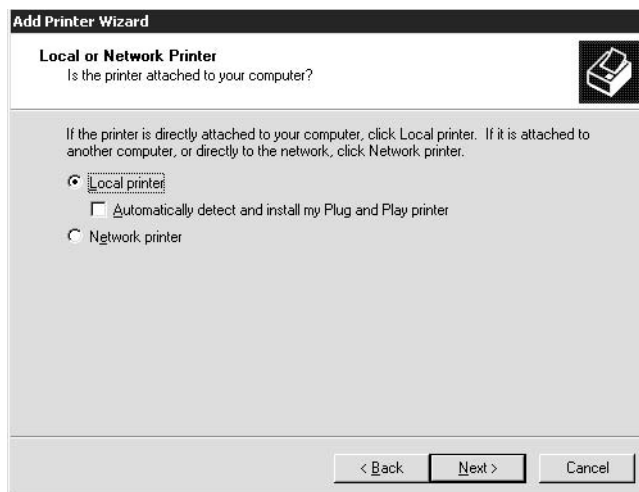 Add Printer Wizard
Local or Network Printer
Is the printer attached to your computer?
If the printer is directly attached to your computer, click Local printer. If it is attached to
another computer, or directly to the network, click Network printer.
Local printer
Automatically detect and install my Plug and Play printer
Network printer
< Back Next > Cancel